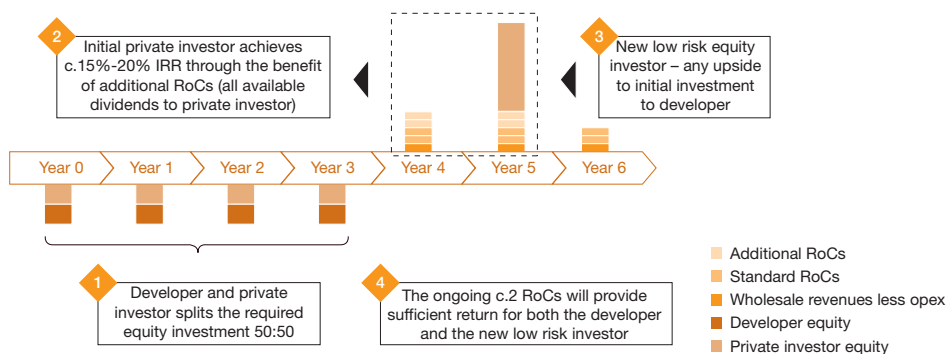 2
Initial private investor achieves
c.15%-20% IRR through the benefit
of additional RoCs (all available
dividends to private investor)
3
New low risk equity
investor – any upside
to initial investment
to developer
Year 0
Year 1
Year 2
Year 3
Year 4
Year 5
Year 6
1
Developer and private
investor splits the required
equity investment 50:50
4
The ongoing c.2 RoCs will provide
sufficient return for both the developer
and the new low risk investor
Additional RoCs
Standard RoCs
Wholesale revenues less opex
Developer equity
Private investor equity